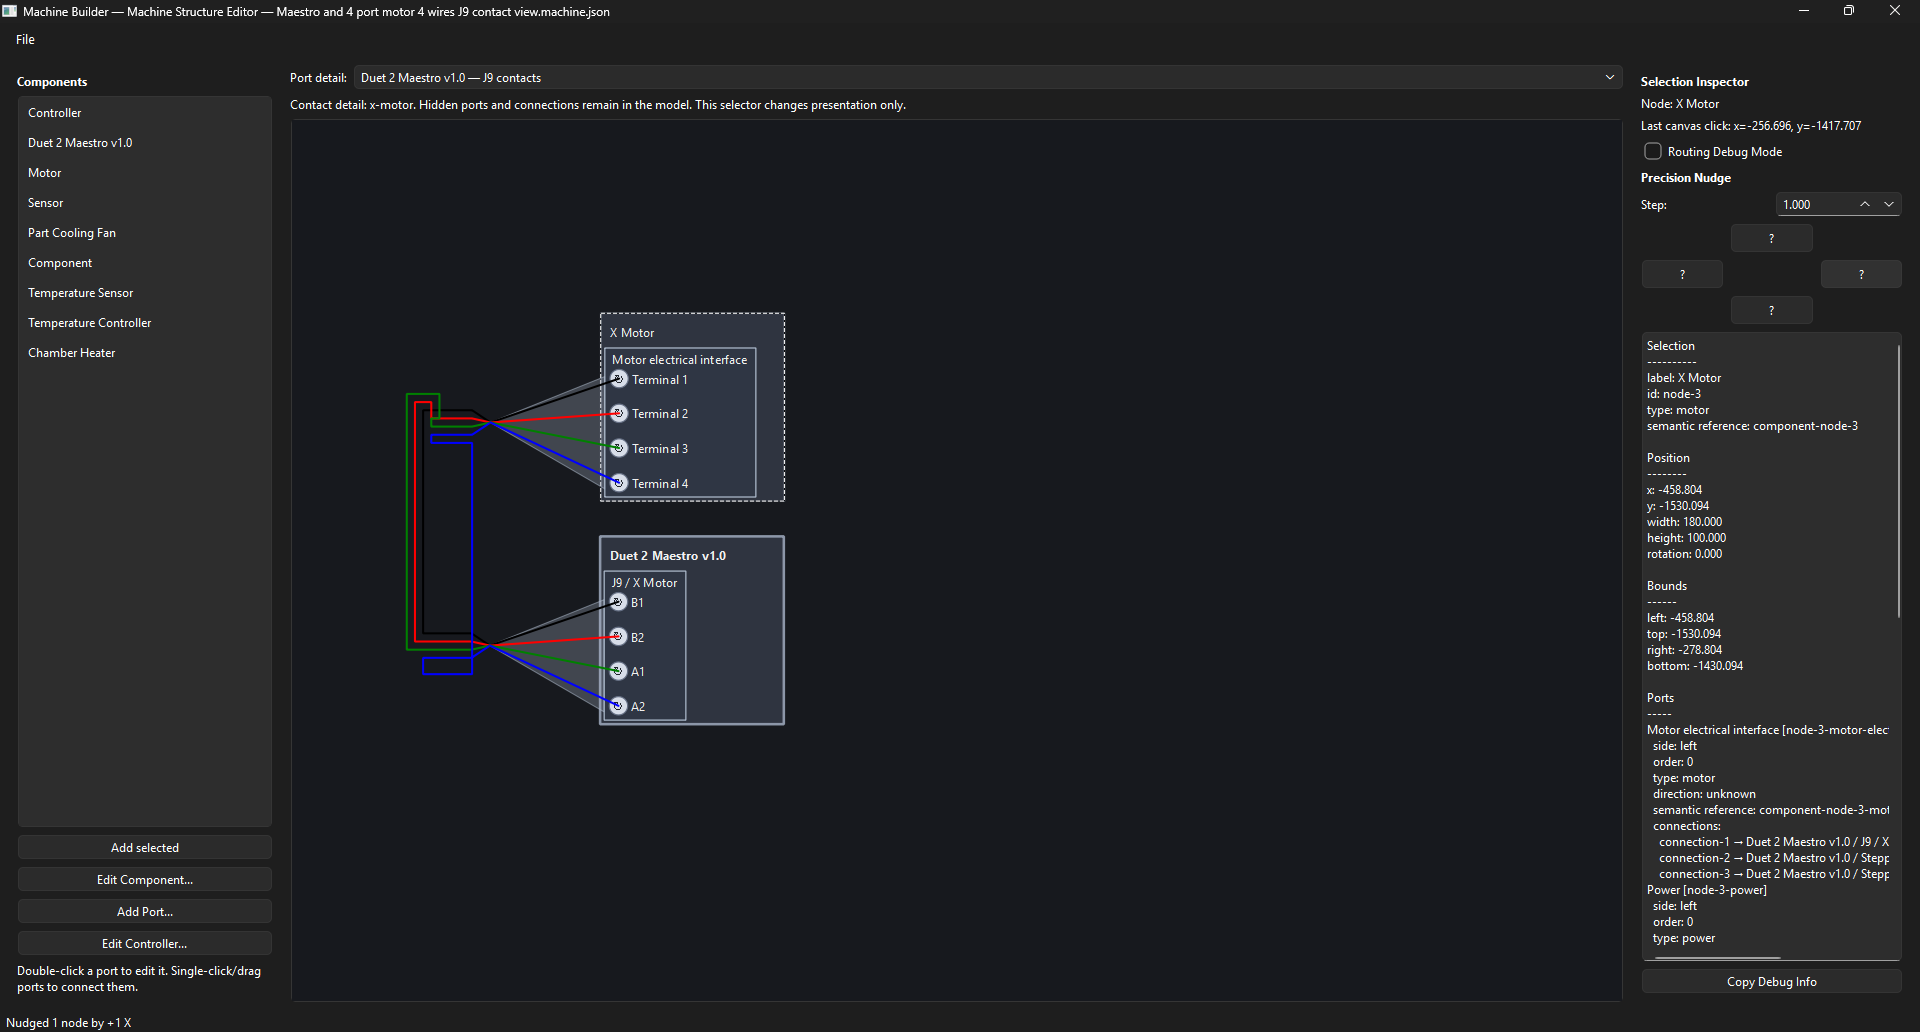 Machine Builder — Machine Structure Editor — Maestro and 4 port motor 4 wires J9 contact view.machine.json
File
Components
Controller
Duet 2 Maestro v1.0
Motor
Sensor
Part Cooling Fan
Component
Temperature Sensor
Temperature Controller
Chamber Heater
Add selected
Edit Component...
Add Port...
Edit Controller...
Double-click a port to edit it. Single-click/drag
ports to connect them.
Nudged 1 node by +1 X
Port detail: Duet 2 Maestro v1.0 — J9 contacts
Contact detail: x-motor. Hidden ports and connections remain in the model. This selector changes presentation only.
X Motor
Motor electrical interface
Terminal 1
Terminal 2
Terminal 3
Terminal 4
Duet 2 Maestro v1.0
J9 / X Motor
B1
B2
A1
A2
Selection Inspector
Node: X Motor
Last canvas click: x=-256.696, y=-1417.707
Routing Debug Mode
Precision Nudge
Step: 1.000
?
? ?
?
Selection
----------
label: X Motor
id: node-3
type: motor
semantic reference: component-node-3
Position
--------
x: -458.804
y: -1530.094
width: 180.000
height: 100.000
rotation: 0.000
Bounds
------
left: -458.804
top: -1530.094
right: -278.804
bottom: -1430.094
Ports
-----
Motor electrical interface [node-3-motor-elec
side: left
order: 0
type: motor
direction: unknown
semantic reference: component-node-3-mot
connections:
connection-1 → Duet 2 Maestro v1.0 / J9 / X
connection-2 → Duet 2 Maestro v1.0 / Stepp
connection-3 → Duet 2 Maestro v1.0 / Stepp
Power [node-3-power]
side: left
order: 0
type: power
Copy Debug Info